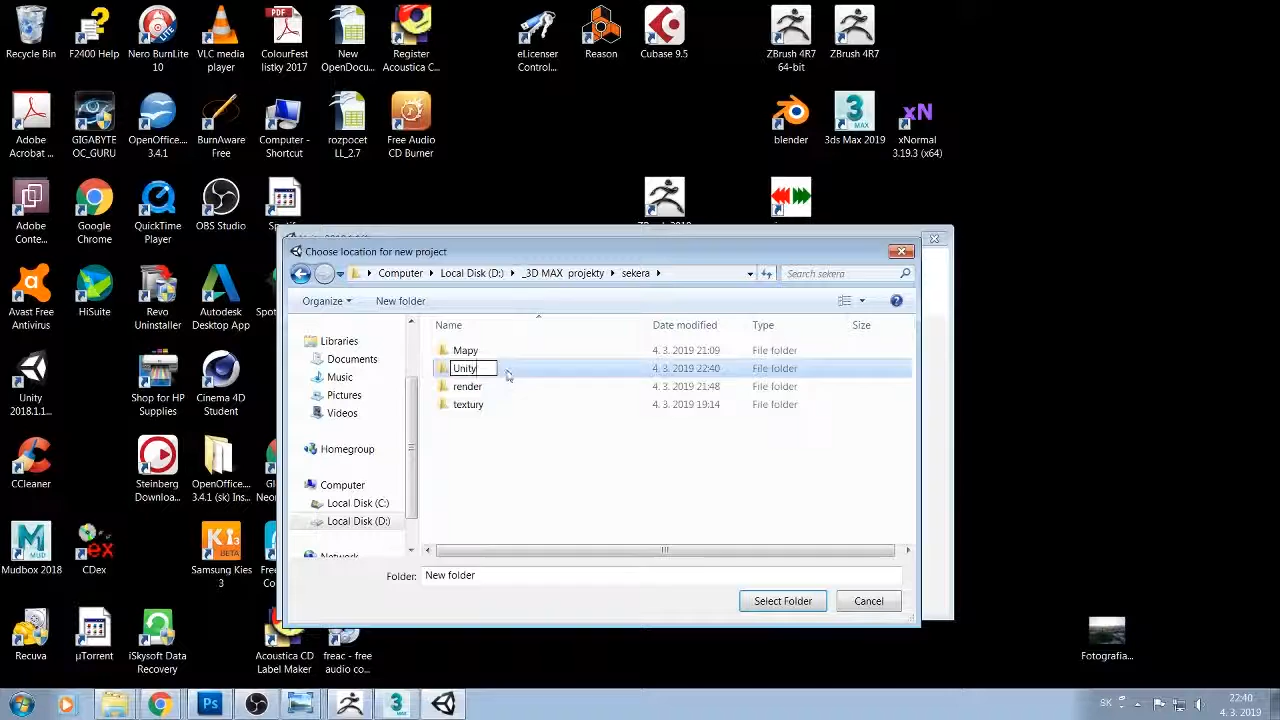 Recycle Bin
F2400 Help
Nero BurnLite
10
VLC media
player
ColourFest
listky 2017
New
OpenDocu...
Register
Acoustica C...
eLicenser
Control...
Reason
Cubase 9.5
ZBrush 4R7
64-bit
ZBrush 4R7
Adobe
Acrobat ...
GIGABYTE
OC_GURU
OpenOffice....
3.4.1
BurnAware
Free
Computer -
Shortcut
rozpocet
LL_2.7
Free Audio
CD Burner
blender
3ds Max 2019
xNormal
3.19.3 (x64)
Adobe
Conte...
Google
Chrome
QuickTime
Player
OBS Studio
Avast Free
Antivirus
HiSuite
Revo
Uninstaller
Autodesk
Desktop App
Unity
2018.1.1...
Shop for HP
Supplies
Cinema 4D
Student
CCleaner
Steinberg
Downloa...
OpenOffice....
3.4.1 (sk) Ins...
Mudbox 2018
CDex
Samsung Kies
3
Recuva
µTorrent
iSkysoft Data
Recovery
Acoustica CD
Label Maker
freac - free
audio co...
Fotografia...
Choose location for new project
Computer
Local Disk (D:)
_3D MAX projekty
sekera
Search sekera
Organize
New folder
Name
Date modified
Type
Size
Libraries
Documents
Music
Pictures
Videos
Homegroup
Computer
Local Disk (C:)
Local Disk (D:)
Network
Mapy
4. 3. 2019 21:09
File folder
Unity
4. 3. 2019 22:40
File folder
render
4. 3. 2019 21:48
File folder
textury
4. 3. 2019 19:14
File folder
Folder:
New folder
Select Folder
Cancel
SK
22:40
4. 3. 2019